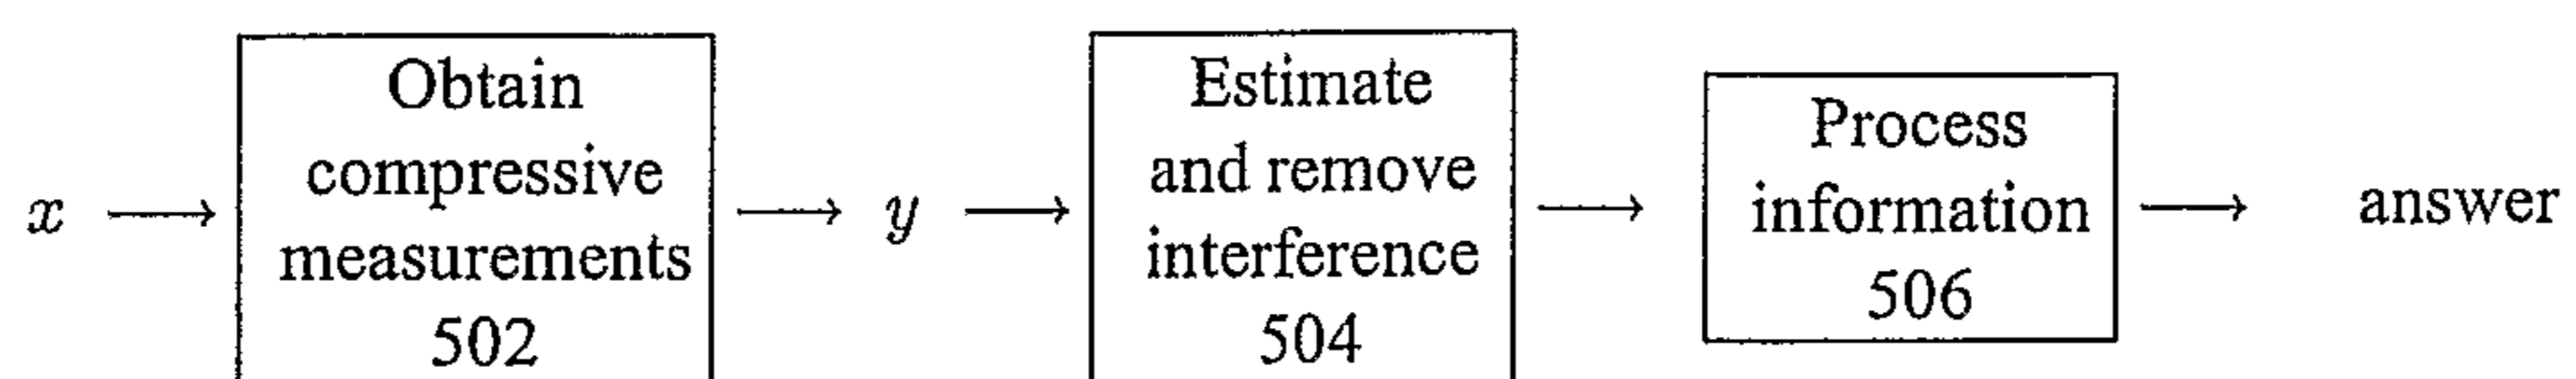 x
Obtain
compressive
measurements
502
y
Estimate
and remove
interference
504
Process
information
506
answer